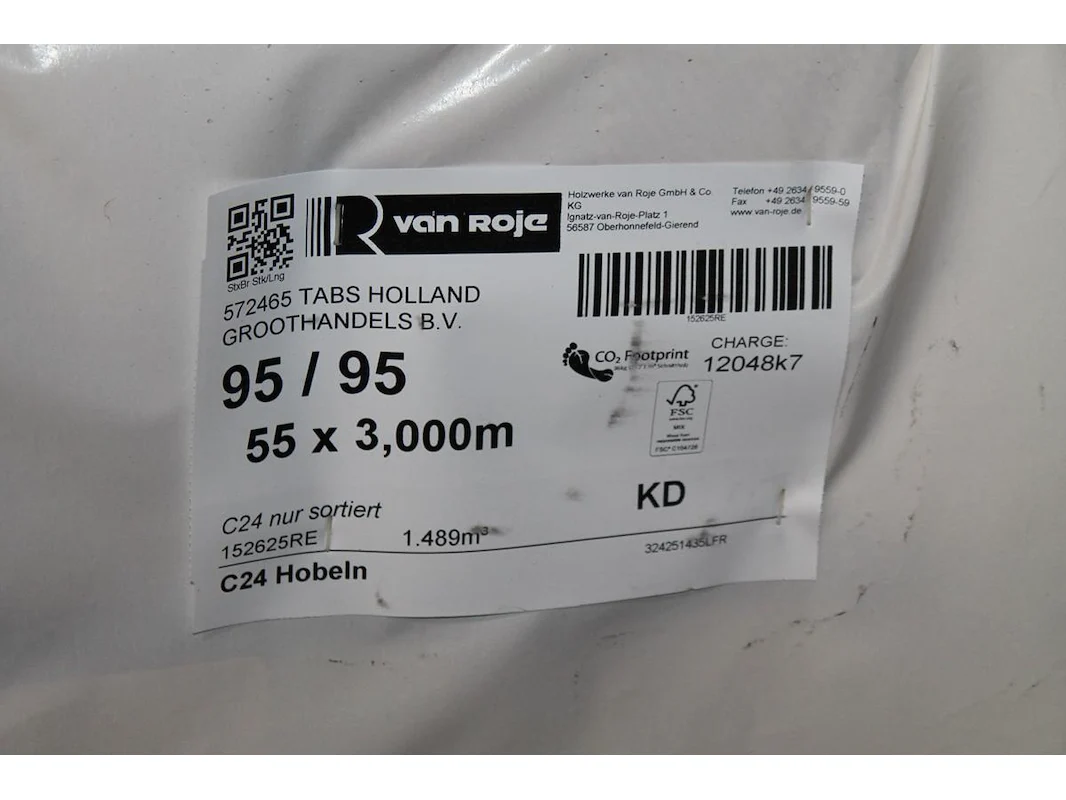 van Roje
Holzwerke van Roje GmbH & Co.
KG
Ignatz-van-Roje-Platz 1
56587 Oberhonnefeld-Gierend
Telefon +49 2634 / 9559-0
Fax +49 2634 / 9559-59
www.van-roje.de
StxBr Stk/Lng
152625RE
572465 TABS HOLLAND
GROOTHANDELS B.V.
95 / 95
55 x 3,000m
CO₂ Footprint
CHARGE:
12048k7
FSC
MIX
KD
C24 nur sortiert
152625RE 1.489m³
324251435LFR
C24 Hobeln